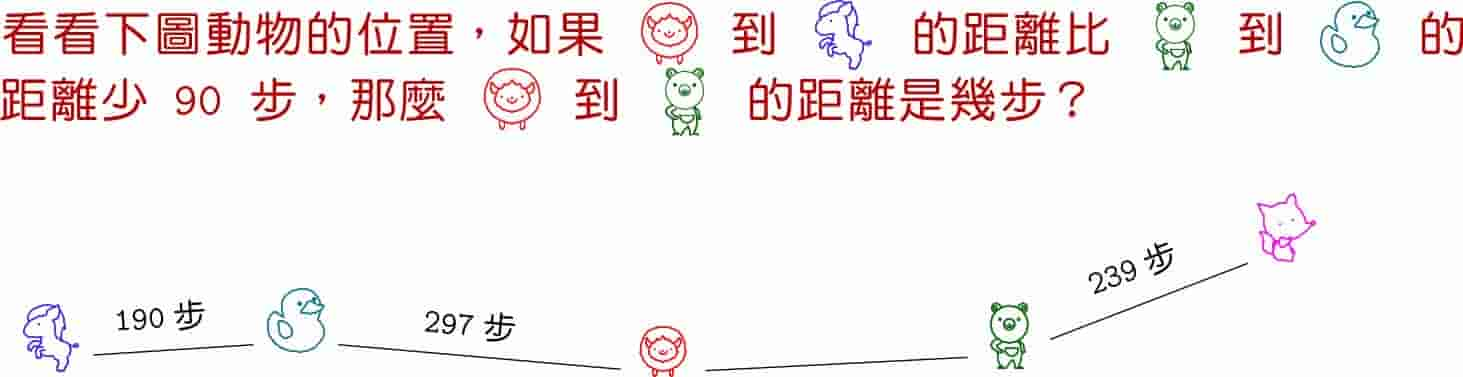 看看下圖動物的位置，如果 到 的距離比 到 的
距離少 90 步，那麼 到 的距離是幾步？
239 步
190 步
297 步